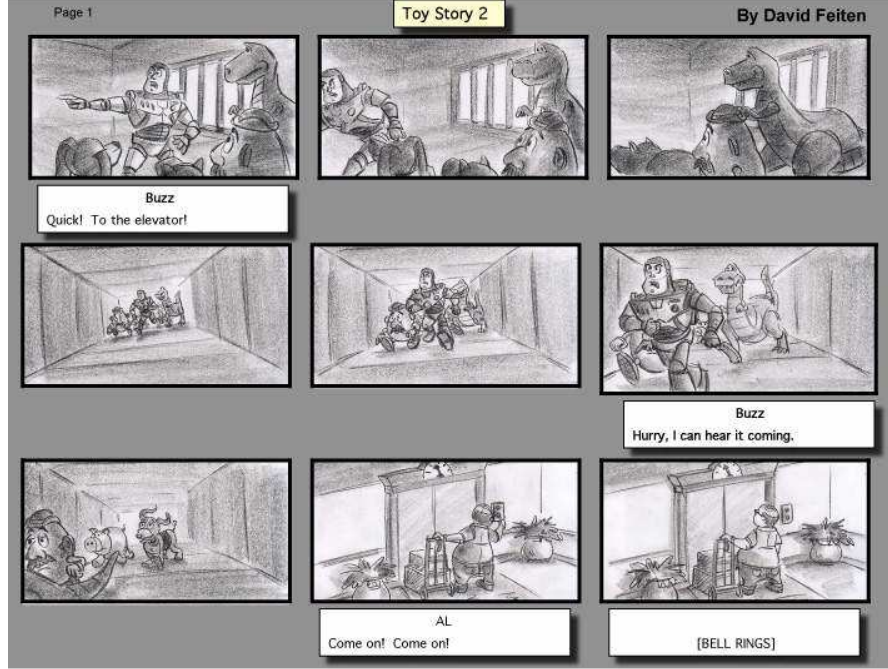 Page 1
Toy Story 2
By David Feiten
Buzz
Quick! To the elevator!
Buzz
Hurry, I can hear it coming.
AL
Come on! Come on!
[BELL RINGS]